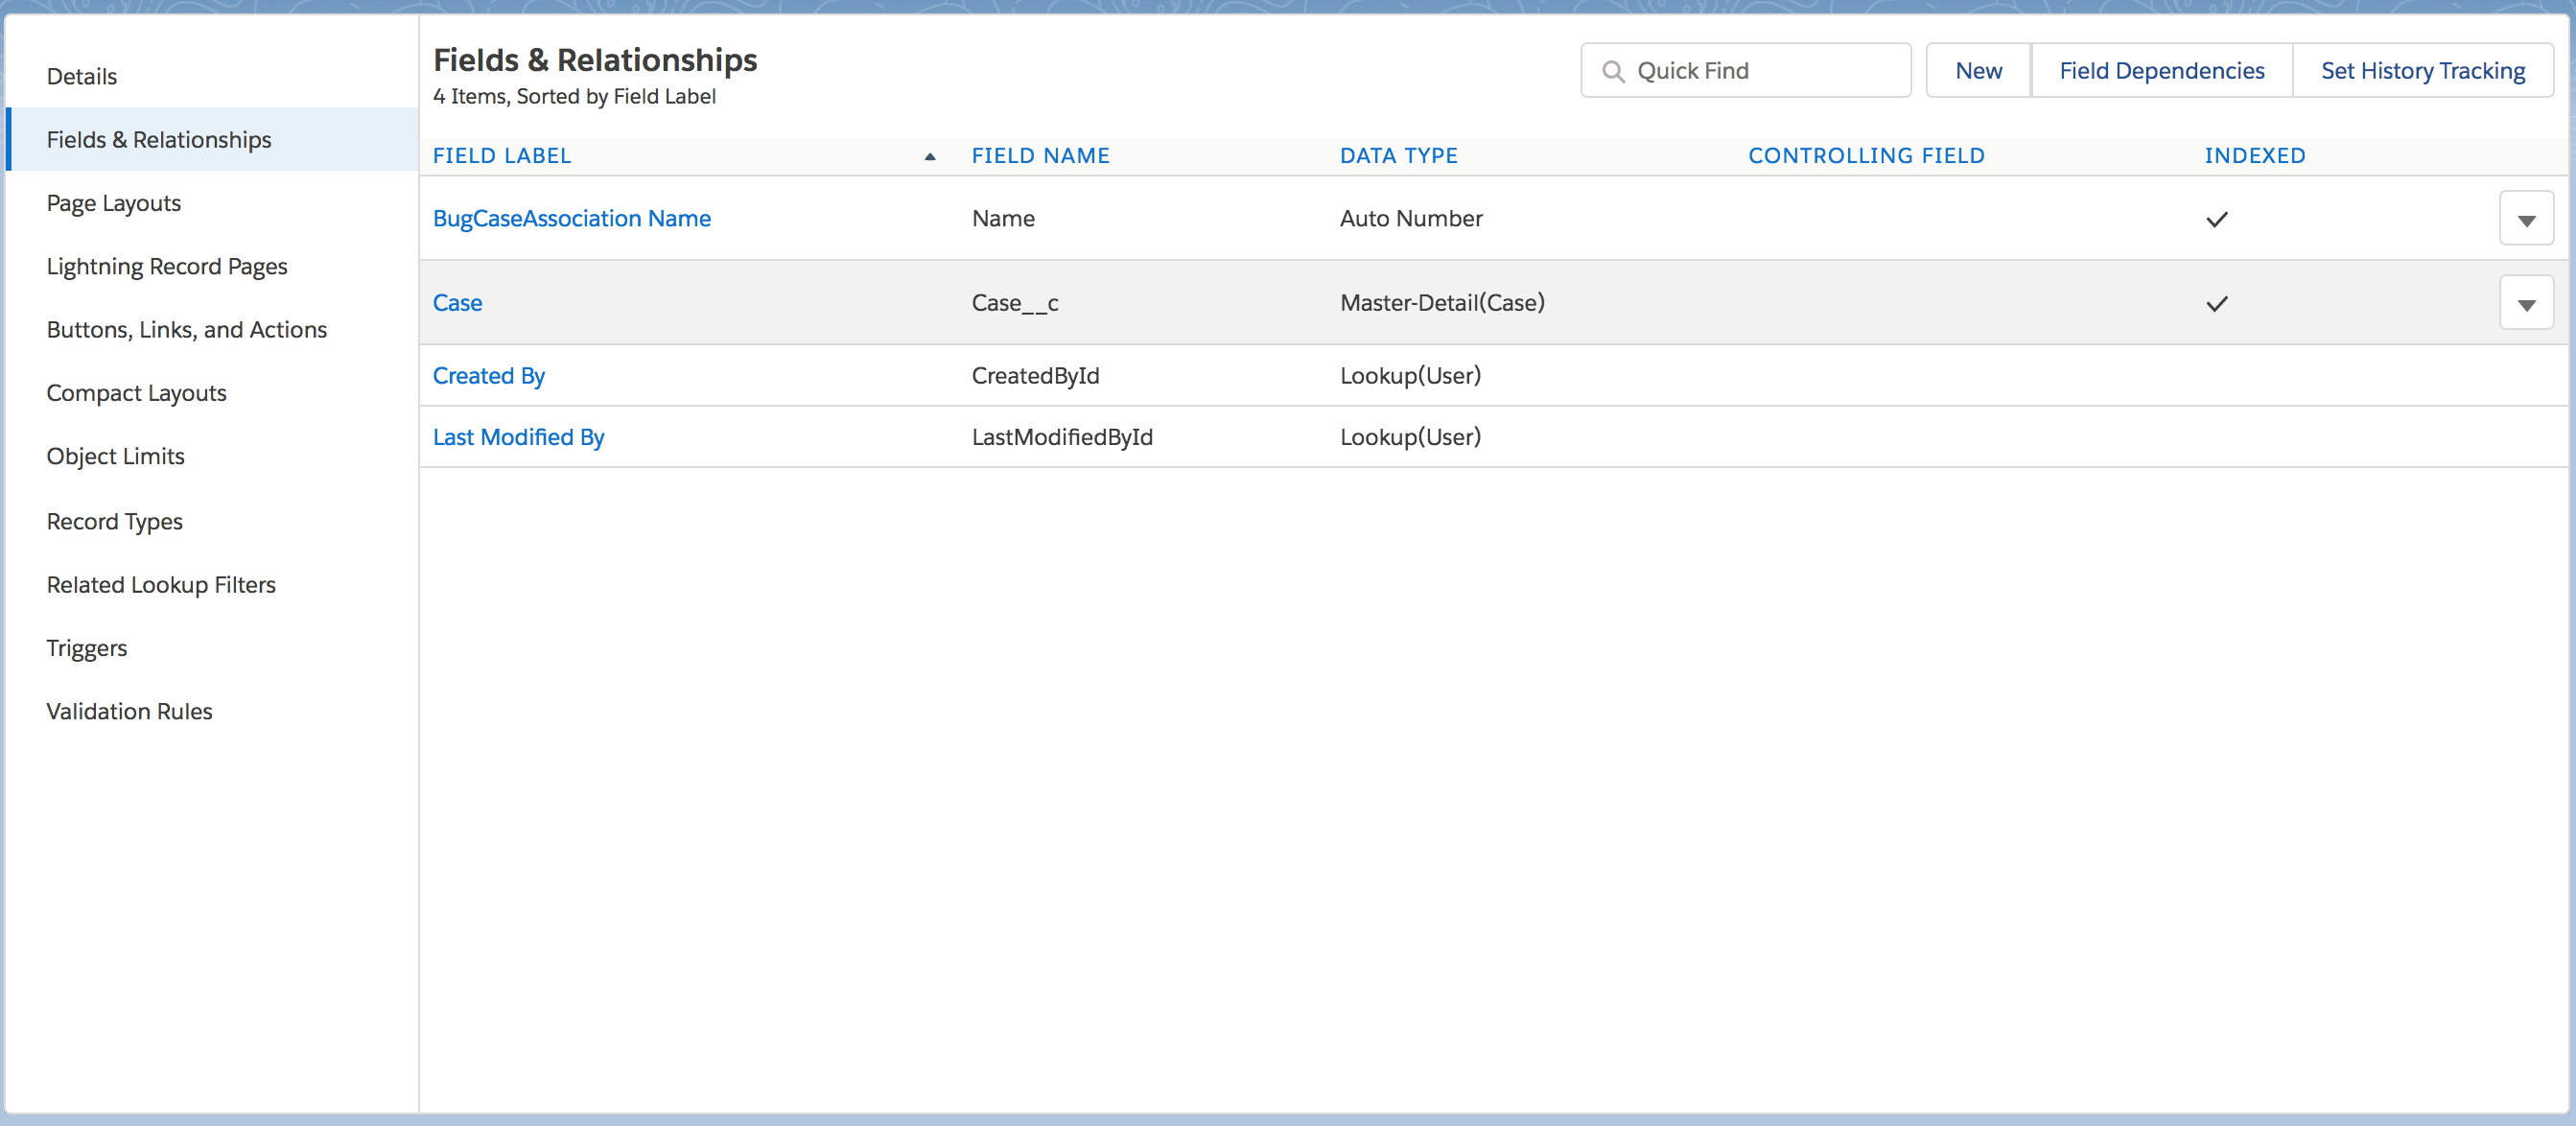 Details
Fields & Relationships
Page Layouts
Lightning Record Pages
Buttons, Links, and Actions
Compact Layouts
Object Limits
Record Types
Related Lookup Filters
Triggers
Validation Rules
Fields & Relationships
4 Items, Sorted by Field Label
Quick Find
New
Field Dependencies
Set History Tracking
FIELD LABEL FIELD NAME DATA TYPE CONTROLLING FIELD INDEXED
BugCaseAssociation Name Name Auto Number
Case Case__c Master-Detail(Case)
Created By CreatedById Lookup(User)
Last Modified By LastModifiedById Lookup(User)